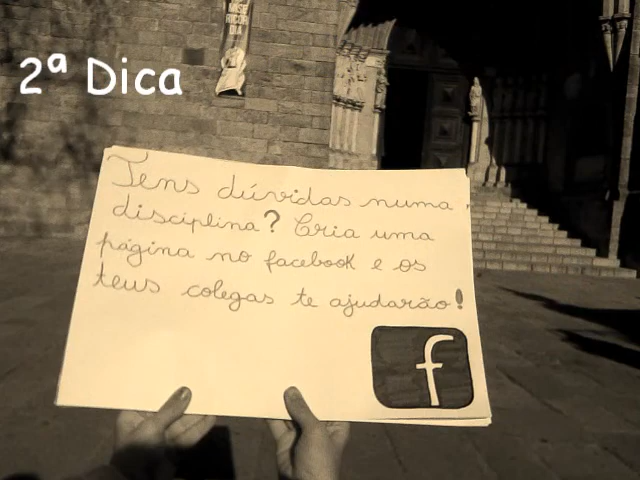 2ª Dica
Tens dúvidas numa
disciplina? Cria uma
página no facebook e os
teus colegas te ajudarão!
f